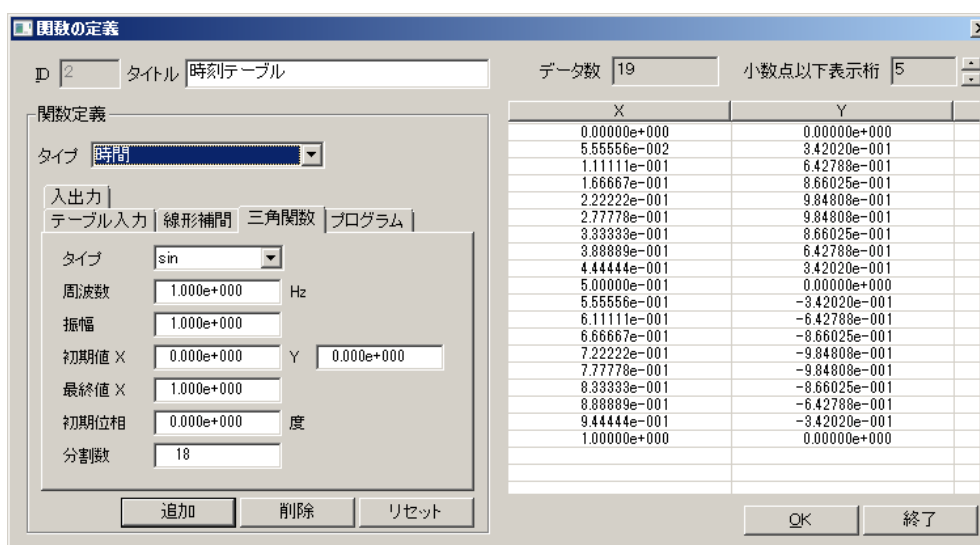 関数の定義
ID 2 タイトル 時刻テーブル データ数 19 小数点以下表示桁 5
関数定義
タイプ 時間
入出力
テーブル入力 線形補間 三角関数 プログラム
タイプ sin
周波数 1.000e+000 Hz
振幅 1.000e+000
初期値 X 0.000e+000 Y 0.000e+000
最終値 X 1.000e+000
初期位相 0.000e+000 度
分割数 18
追加 削除 リセット
X Y
0.00000e+000 0.00000e+000
5.55556e-002 3.42020e-001
1.11111e-001 6.42788e-001
1.66667e-001 8.66025e-001
2.22222e-001 9.84808e-001
2.77778e-001 9.84808e-001
3.33333e-001 8.66025e-001
3.88889e-001 6.42788e-001
4.44444e-001 3.42020e-001
5.00000e-001 0.00000e+000
5.55556e-001 -3.42020e-001
6.11111e-001 -6.42788e-001
6.66667e-001 -8.66025e-001
7.22222e-001 -9.84808e-001
7.77778e-001 -9.84808e-001
8.33333e-001 -8.66025e-001
8.88889e-001 -6.42788e-001
9.44444e-001 -3.42020e-001
1.00000e+000 0.00000e+000
OK 終了